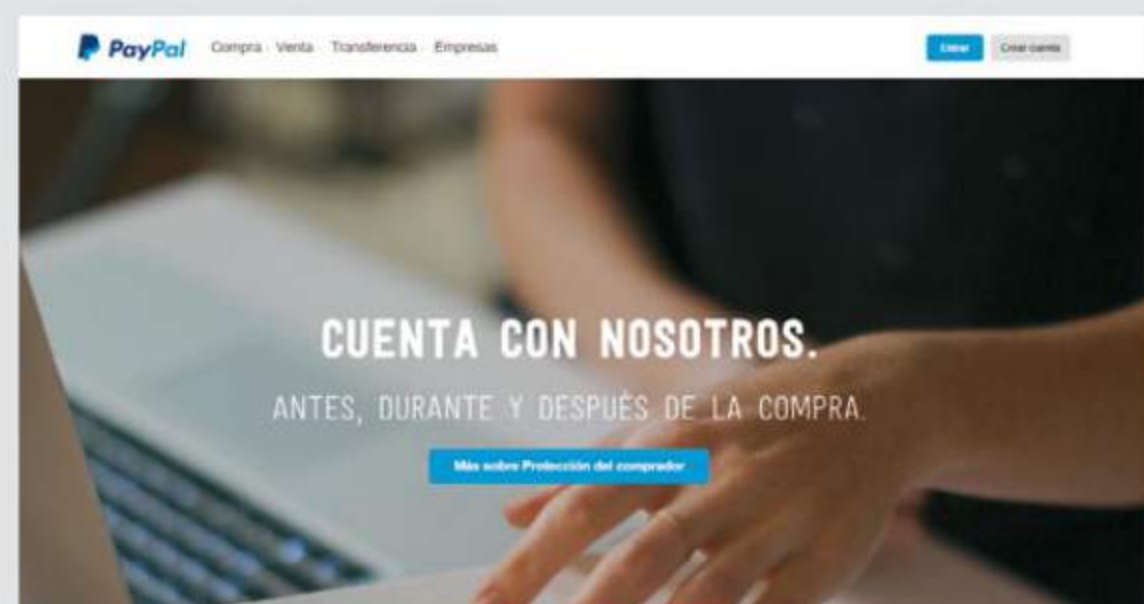 PayPal Compra Venta Transferencia Empresas Entrar Crear cuenta
CUENTA CON NOSOTROS.
ANTES, DURANTE Y DESPUÉS DE LA COMPRA.
Más sobre Protección del comprador